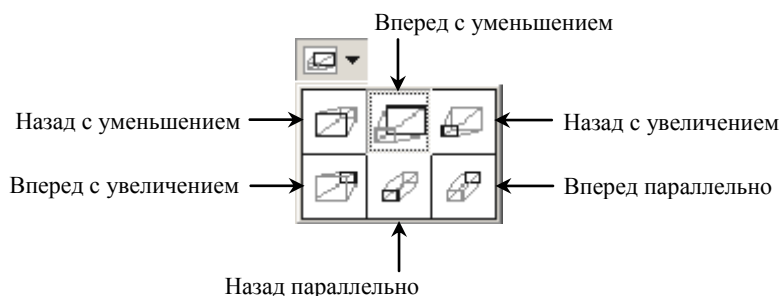 Вперед с уменьшением
Назад с уменьшением
Назад с увеличением
Вперед с увеличением
Вперед параллельно
Назад параллельно